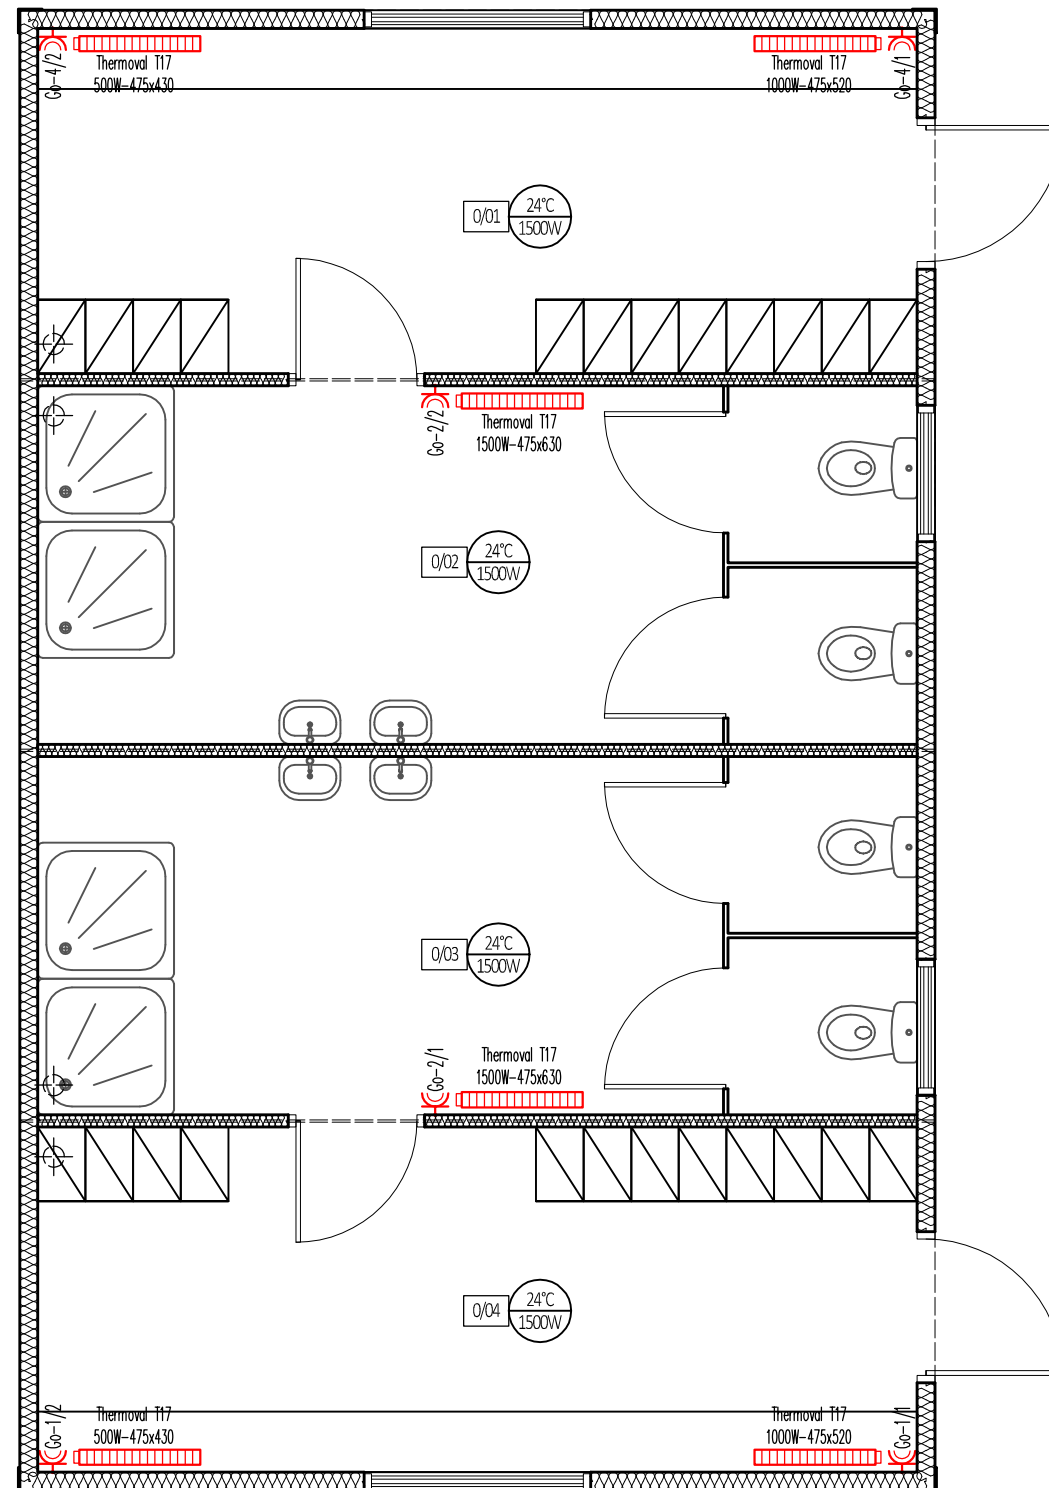 Go-4/2
Thermoval T17
500W-475x430
Thermoval T17
1000W-475x520
Go-4/1
0/01
24°C
1500W
Go-2/2
Thermoval T17
1500W-475x630
0/02
24°C
1500W
0/03
24°C
1500W
Go-2/1
Thermoval T17
1500W-475x630
0/04
24°C
1500W
Go-1/2
Thermoval T17
500W-475x430
Thermoval T17
1000W-475x520
Go-1/1